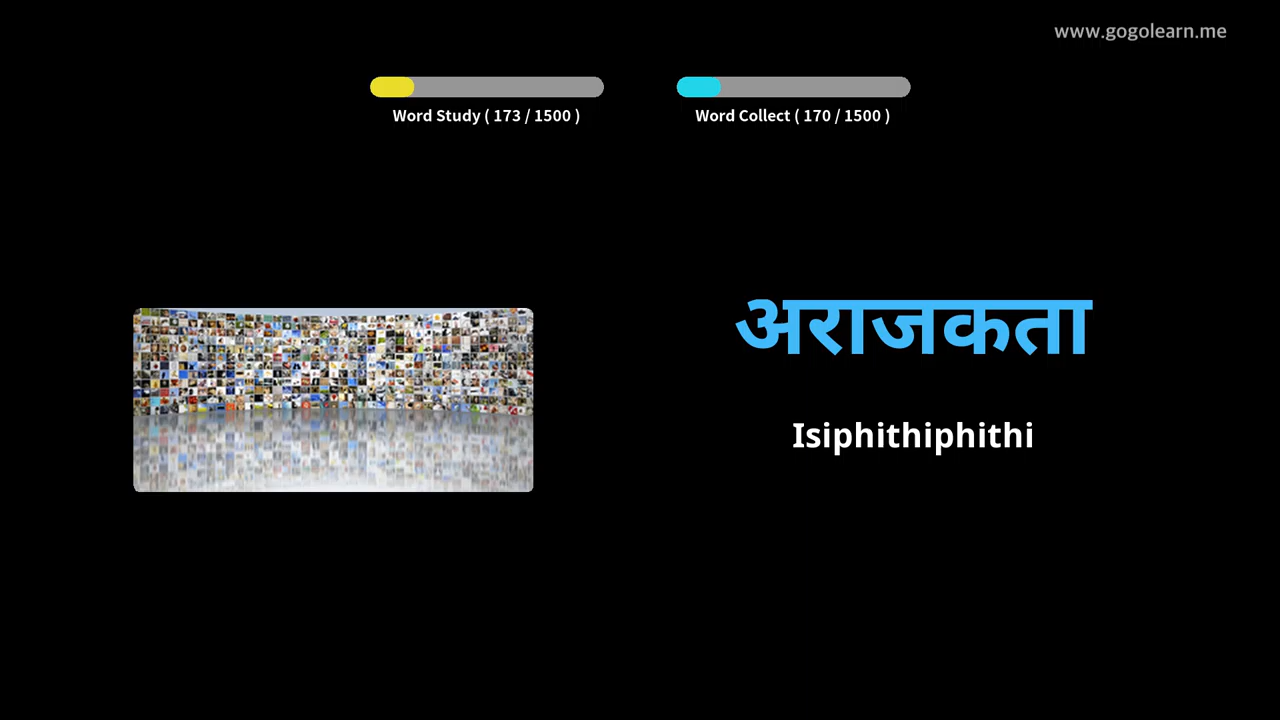 www.gogolearn.me
Word Study ( 173 / 1500 )
Word Collect ( 170 / 1500 )
अराजकता
Isiphithiphithi